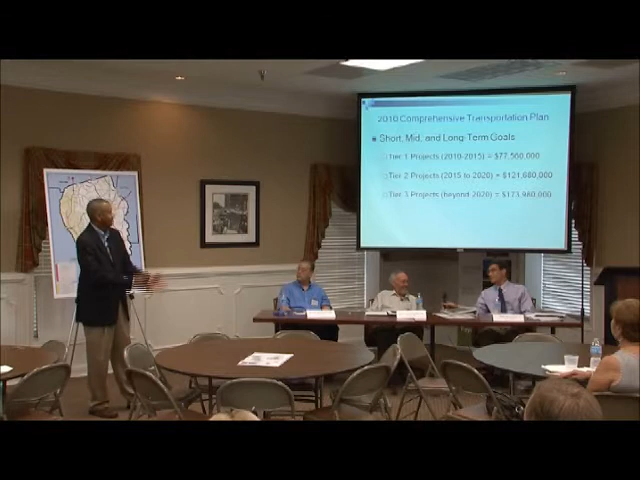 2010 Comprehensive Transportation Plan
Short, Mid, and Long-Term Goals
Tier 1 Projects (2010-2015) = $77,500,000
Tier 2 Projects (2015 to 2020) = $121,680,000
Tier 3 Projects (beyond-2020) = $173,980,000